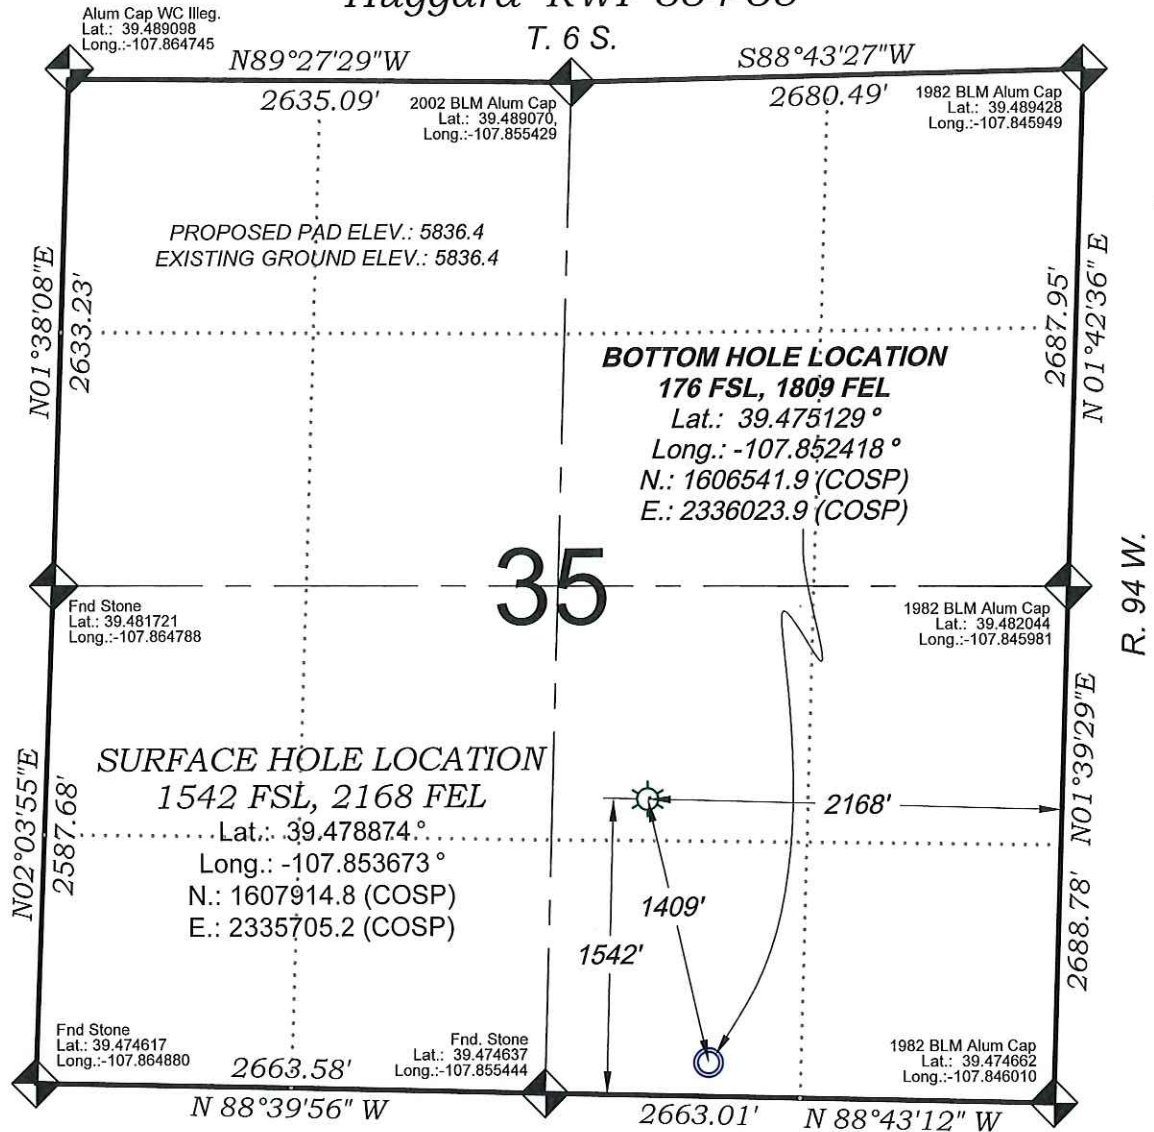 T. 6 S.
Alum Cap WC Illeg.
Lat.: 39.489098
Long.:-107.864745
N89°27'29"W
S88°43'27"W
2635.09'
2680.49'
2002 BLM Alum Cap
Lat.: 39.489070,
Long.:-107.855429
1982 BLM Alum Cap
Lat.: 39.489428
Long.:-107.845949
PROPOSED PAD ELEV.: 5836.4
EXISTING GROUND ELEV.: 5836.4
N01°38'08"E
2633.23'
2687.95'
N 01°42'36" E
BOTTOM HOLE LOCATION
176 FSL, 1809 FEL
Lat.: 39.475129 °
Long.: -107.852418 °
N.: 1606541.9 (COSP)
E.: 2336023.9 (COSP)
35
R. 94 W.
Fnd Stone
Lat.: 39.481721
Long.:-107.864788
1982 BLM Alum Cap
Lat.: 39.482044
Long.:-107.845981
N02°03'55"E
2587.68'
SURFACE HOLE LOCATION
1542 FSL, 2168 FEL
Lat.: 39.478874 °
Long.: -107.853673 °
N.: 1607914.8 (COSP)
E.: 2335705.2 (COSP)
2168'
1409'
1542'
N01°39'29"E
2688.78'
Fnd Stone
Lat.: 39.474617
Long.:-107.864880
Fnd. Stone
Lat.: 39.474637
Long.:-107.855444
1982 BLM Alum Cap
Lat.: 39.474662
Long.:-107.846010
2663.58'
N 88°39'56" W
2663.01'
N 88°43'12" W